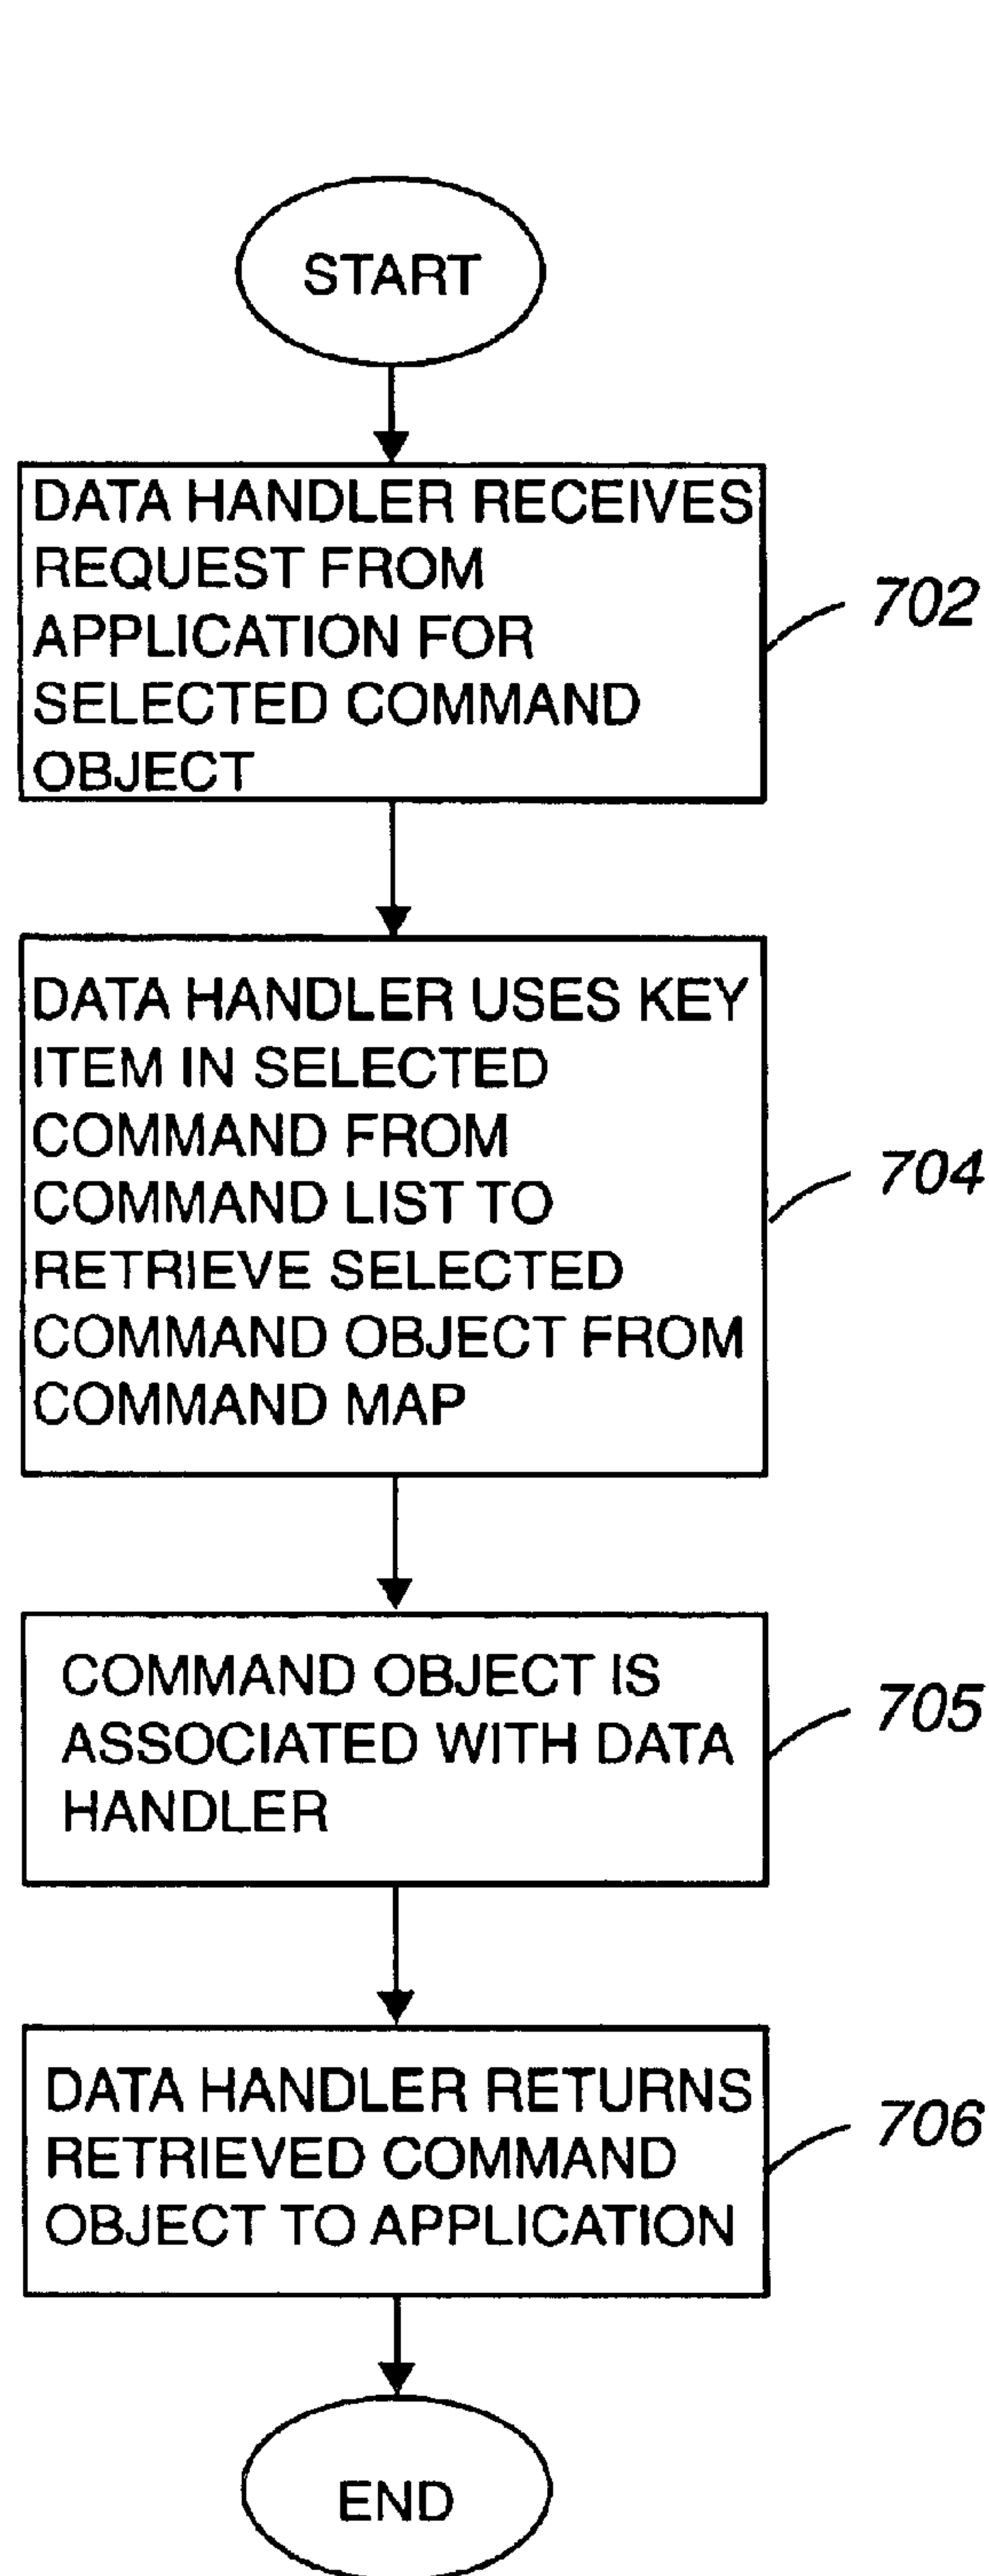 START
DATA HANDLER RECEIVES
REQUEST FROM
APPLICATION FOR
SELECTED COMMAND
OBJECT
702
DATA HANDLER USES KEY
ITEM IN SELECTED
COMMAND FROM
COMMAND LIST TO
RETRIEVE SELECTED
COMMAND OBJECT FROM
COMMAND MAP
704
COMMAND OBJECT IS
ASSOCIATED WITH DATA
HANDLER
705
DATA HANDLER RETURNS
RETRIEVED COMMAND
OBJECT TO APPLICATION
706
END